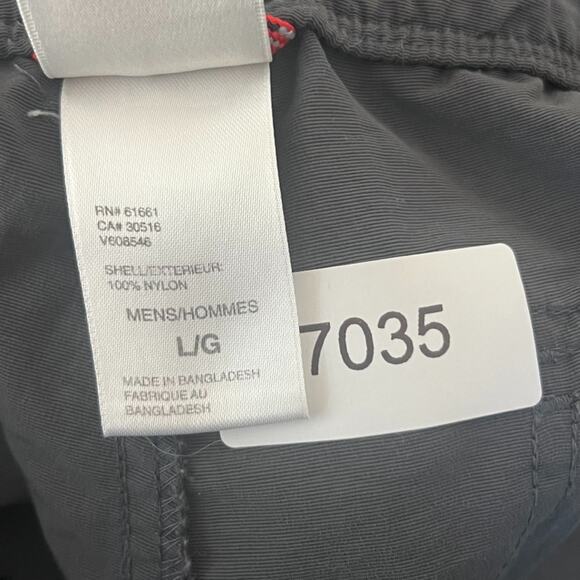 RN# 61661
CA# 30516
V608546
SHELL/EXTERIEUR:
100% NYLON
MENS/HOMMES
L/G
MADE IN BANGLADESH
FABRIQUE AU
BANGLADESH
7035